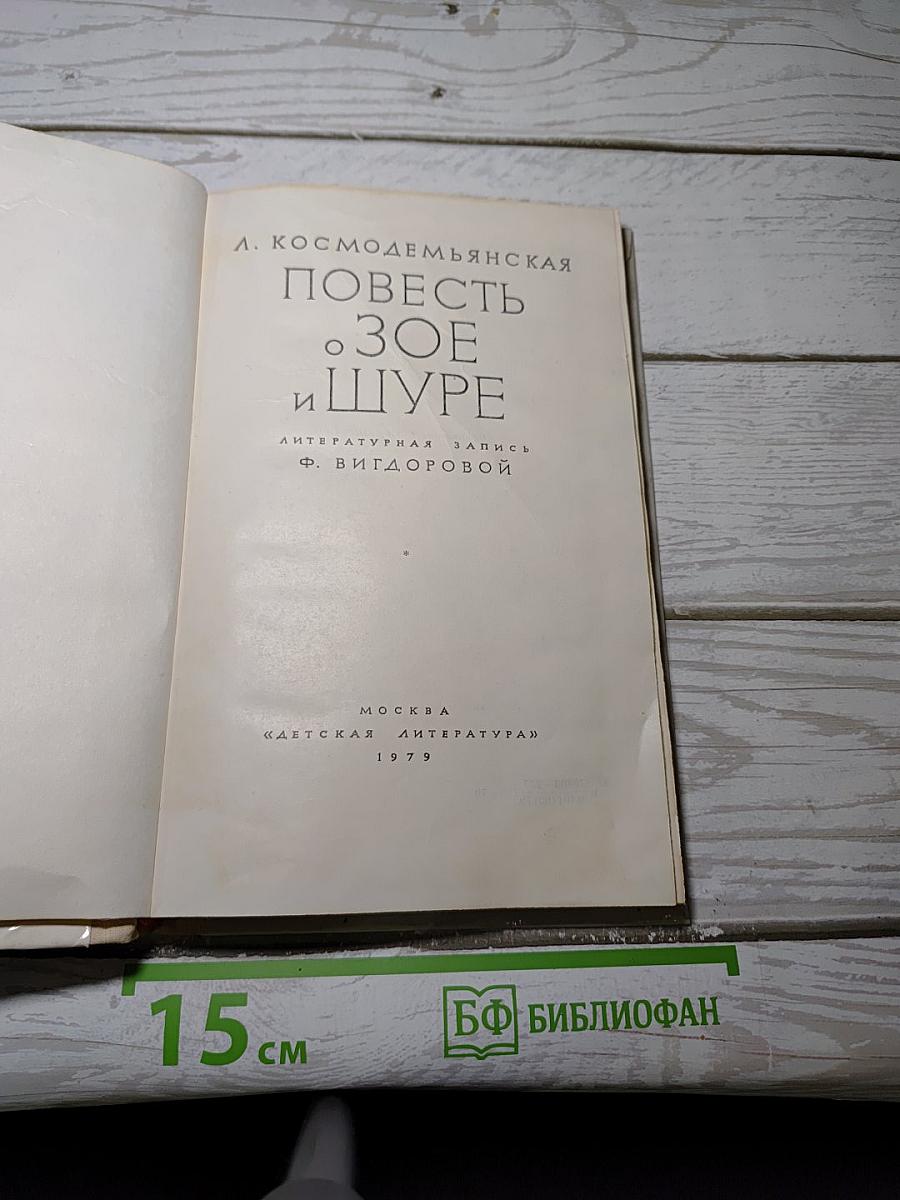 Л. КОСМОДЕМЬЯНСКАЯ
ПОВЕСТЬ
о ЗОЕ
и ШУРЕ
ЛИТЕРАТУРНАЯ ЗАПИСЬ
Ф. ВИГДОРОВОЙ
*
МОСКВА
«ДЕТСКАЯ ЛИТЕРАТУРА»
1979
15 см
БФ БИБЛИОФАН